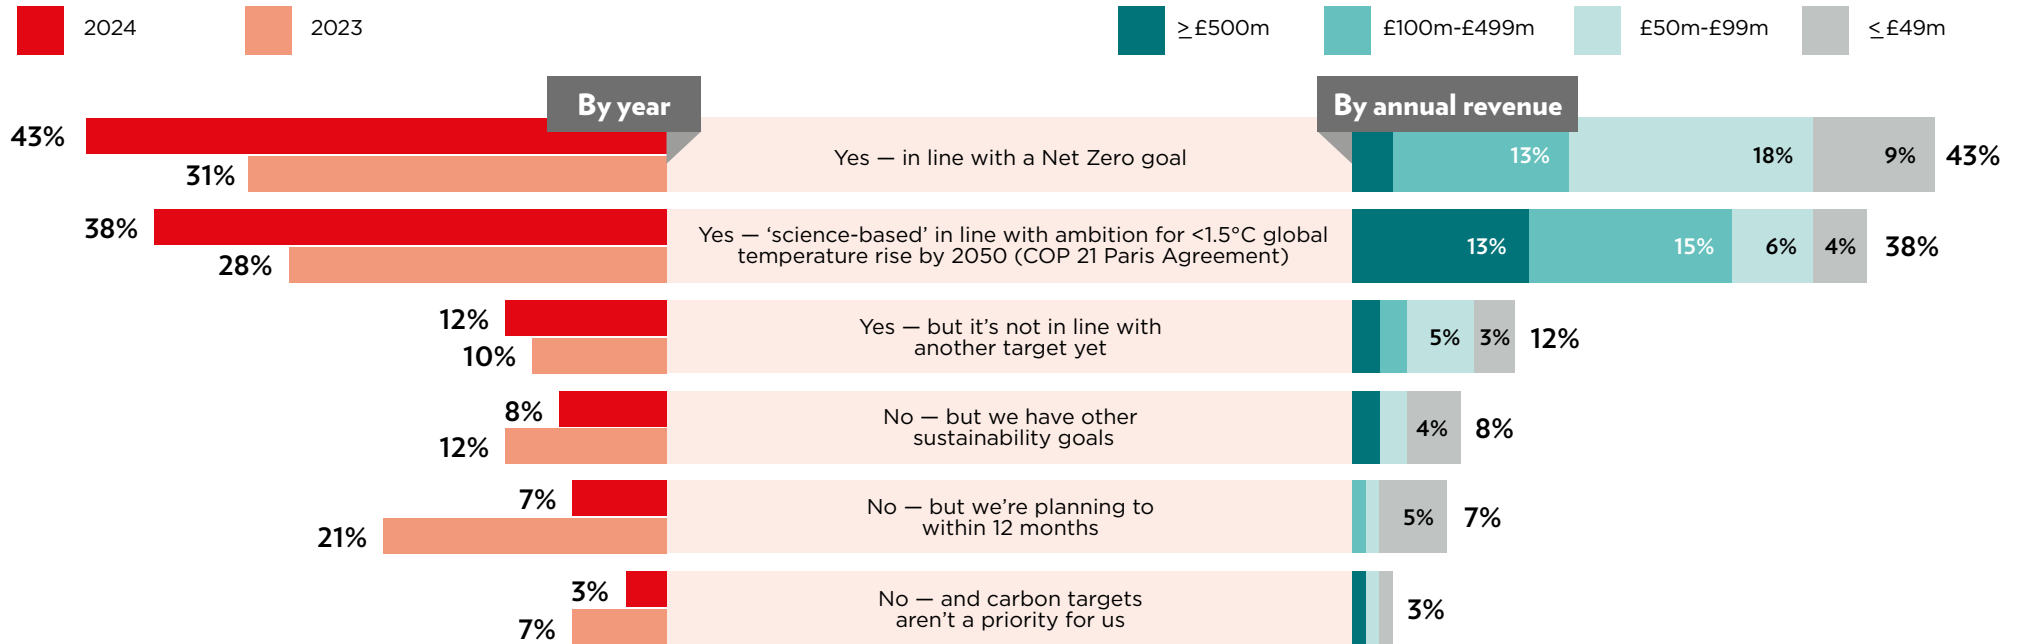 2024
2023
≥£500m
£100m-£499m
£50m-£99m
≤£49m
By year
By annual revenue
43%
31%
Yes — in line with a Net Zero goal
13%
18%
9%
43%
38%
28%
Yes — ‘science-based’ in line with ambition for <1.5°C global
temperature rise by 2050 (COP 21 Paris Agreement)
13%
15%
6%
4%
38%
12%
10%
Yes — but it’s not in line with
another target yet
5%
3%
12%
8%
12%
No — but we have other
sustainability goals
4%
8%
7%
21%
No — but we’re planning to
within 12 months
5%
7%
3%
7%
No — and carbon targets
aren’t a priority for us
3%